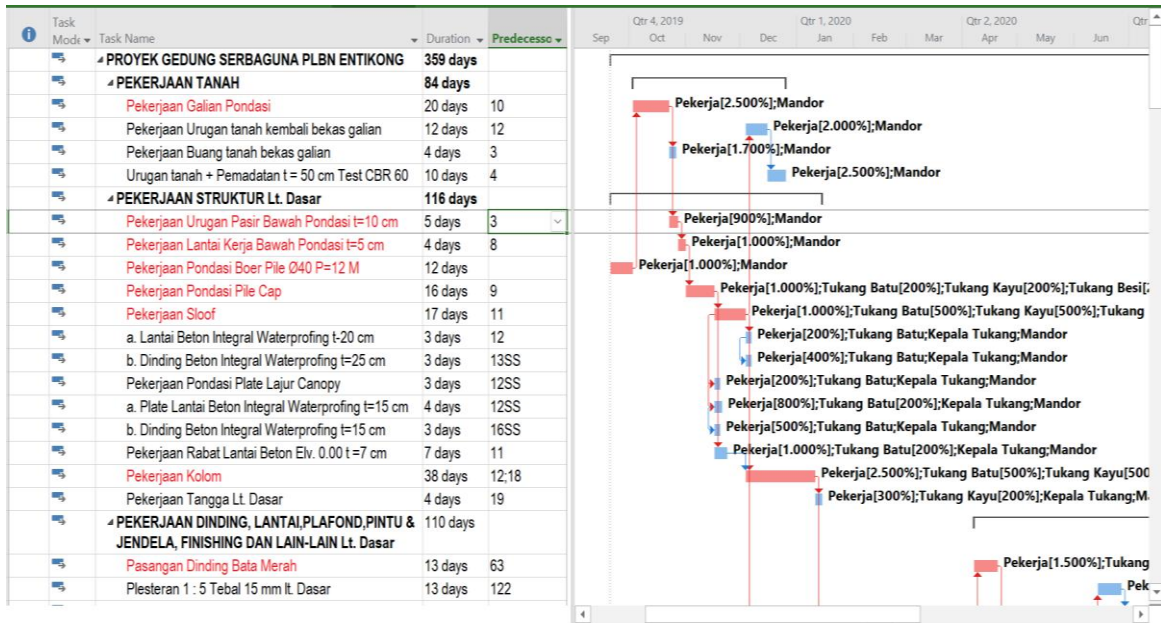 Task Mode Task Name Duration Predecesso
Qtr 4, 2019 Qtr 1, 2020 Qtr 2, 2020 Qtr
Sep Oct Nov Dec Jan Feb Mar Apr May Jun
PROYEK GEDUNG SERBAGUNA PLBN ENTIKONG 359 days
PEKERJAAN TANAH 84 days
Pekerjaan Galian Pondasi 20 days 10 Pekerja[2.500%];Mandor
Pekerjaan Urugan tanah kembali bekas galian 12 days 12 Pekerja[2.000%];Mandor
Pekerjaan Buang tanah bekas galian 4 days 3 Pekerja[1.700%];Mandor
Urugan tanah + Pemadatan t = 50 cm Test CBR 60 10 days 4 Pekerja[2.500%];Mandor
PEKERJAAN STRUKTUR Lt. Dasar 116 days
Pekerjaan Urugan Pasir Bawah Pondasi t=10 cm 5 days 3 Pekerja[900%];Mandor
Pekerjaan Lantai Kerja Bawah Pondasi t=5 cm 4 days 8 Pekerja[1.000%];Mandor
Pekerjaan Pondasi Boer Pile Ø40 P=12 M 12 days Pekerja[1.000%];Mandor
Pekerjaan Pondasi Pile Cap 16 days 9 Pekerja[1.000%];Tukang Batu[200%];Tukang Kayu[200%];Tukang Besi[
Pekerjaan Sloof 17 days 11 Pekerja[1.000%];Tukang Batu[500%];Tukang Kayu[500%];Tukang
a. Lantai Beton Integral Waterprofing t-20 cm 3 days 12 Pekerja[200%];Tukang Batu;Kepala Tukang;Mandor
b. Dinding Beton Integral Waterprofing t=25 cm 3 days 13SS Pekerja[400%];Tukang Batu;Kepala Tukang;Mandor
Pekerjaan Pondasi Plate Lajur Canopy 3 days 12SS Pekerja[200%];Tukang Batu;Kepala Tukang;Mandor
a. Plate Lantai Beton Integral Waterprofing t=15 cm 4 days 12SS Pekerja[800%];Tukang Batu[200%];Kepala Tukang;Mandor
b. Dinding Beton Integral Waterprofing t=15 cm 3 days 16SS Pekerja[500%];Tukang Batu;Kepala Tukang;Mandor
Pekerjaan Rabat Lantai Beton Elv. 0.00 t =7 cm 7 days 11 Pekerja[1.000%];Tukang Batu[200%];Kepala Tukang;Mandor
Pekerjaan Kolom 38 days 12;18 Pekerja[2.500%];Tukang Batu[500%];Tukang Kayu[500
Pekerjaan Tangga Lt. Dasar 4 days 19 Pekerja[300%];Tukang Kayu[200%];Kepala Tukang;M
PEKERJAAN DINDING, LANTAI,PLAFOND,PINTU & 110 days
JENDELA, FINISHING DAN LAIN-LAIN Lt. Dasar
Pasangan Dinding Bata Merah 13 days 63 Pekerja[1.500%];Tukang
Plesteran 1 : 5 Tebal 15 mm lt. Dasar 13 days 122 Pek